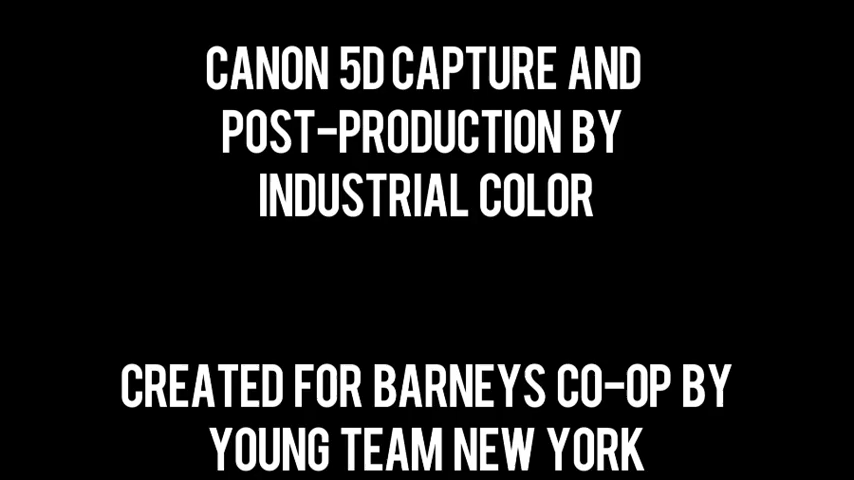 CANON 5D CAPTURE AND
POST-PRODUCTION BY
INDUSTRIAL COLOR
CREATED FOR BARNEYS CO-OP BY
YOUNG TEAM NEW YORK